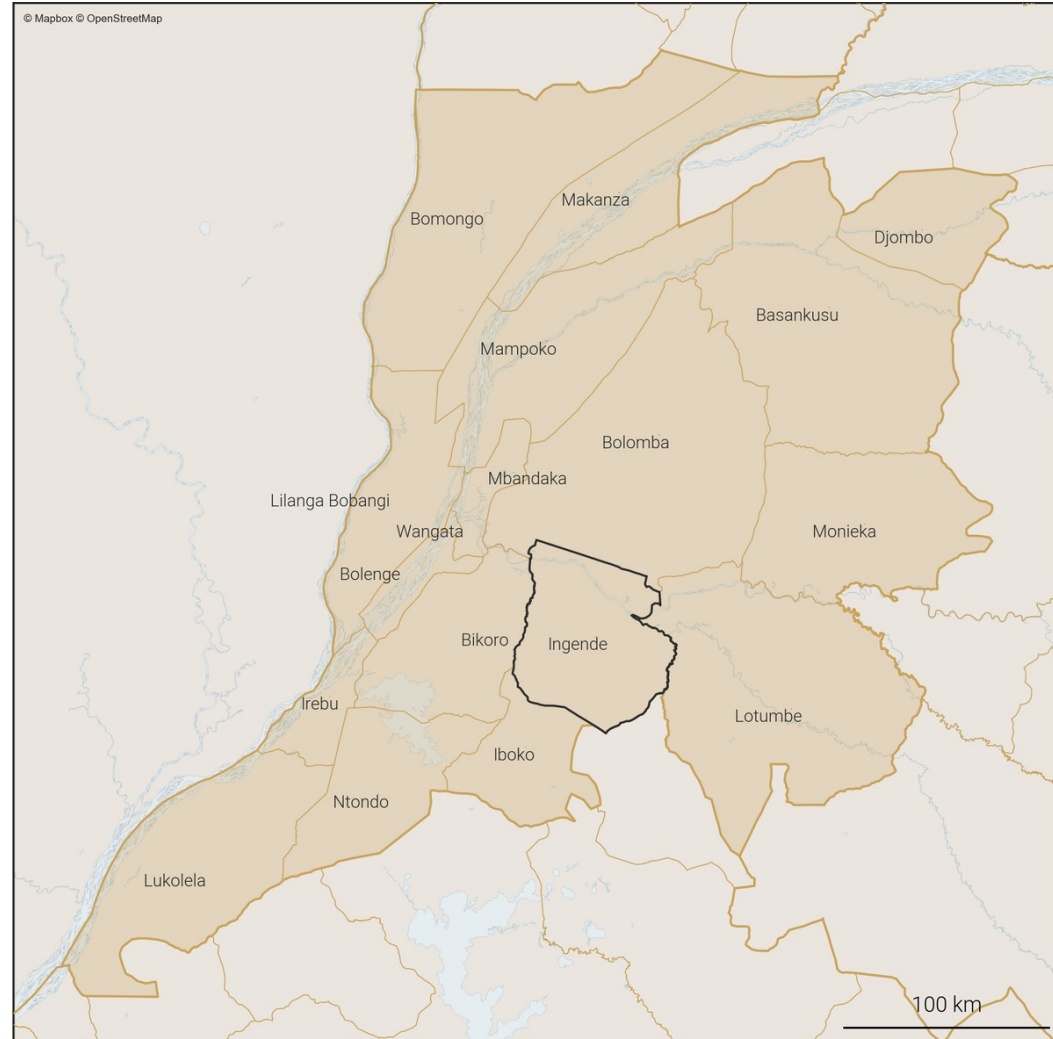 © Mapbox © OpenStreetMap
Makanza
Bomongo
Djombo
Basankusu
Mampoko
Bolomba
Mbandaka
Lilanga Bobangi
Wangata
Monieka
Bolenge
Bikoro
Ingende
Irebu
Lotumbe
Iboko
Ntondo
Lukolela
100 km